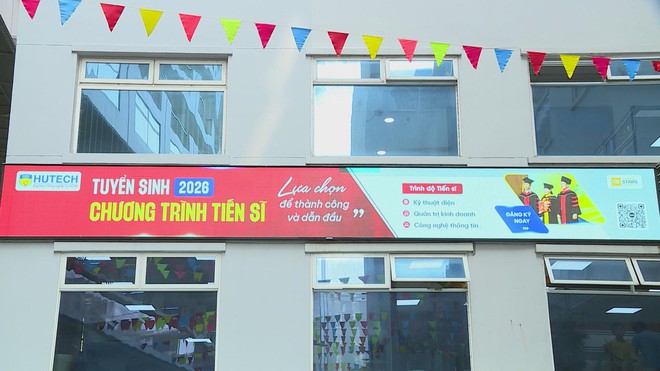 HUTECH
TUYỂN SINH 2026
CHƯƠNG TRÌNH TIẾN SĨ
Lựa chọn
để thành công
và dẫn đầu
Trình độ Tiến sĩ
Kỹ thuật điện
Quản trị kinh doanh
Công nghệ thông tin
ĐĂNG KÝ
NGAY
STARS